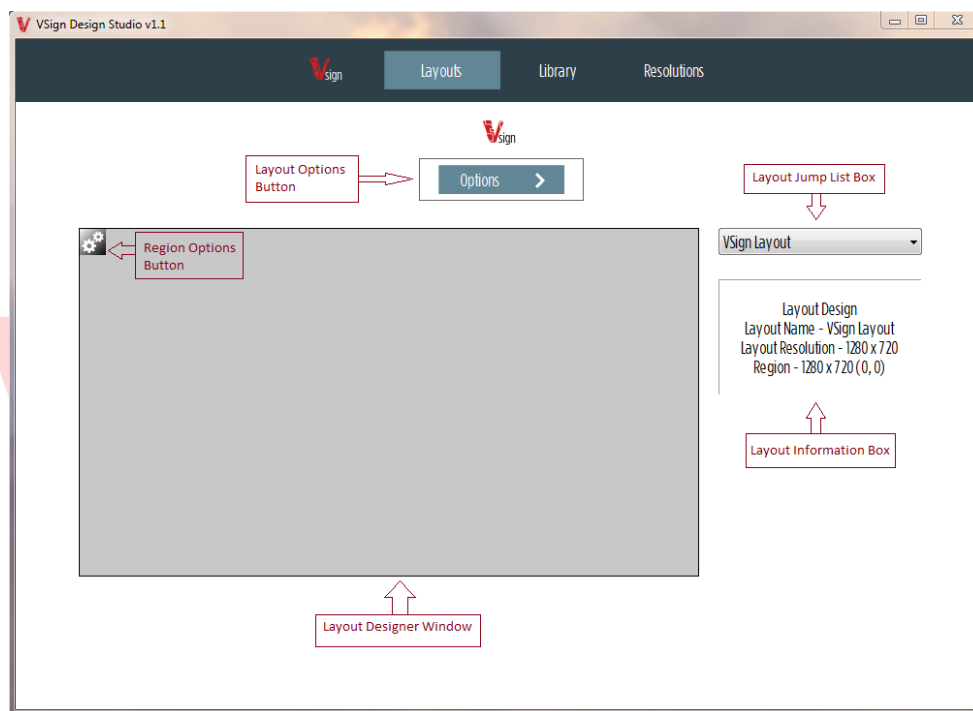 VSign Design Studio v1.1
Vsign
Layouts
Library
Resolutions
Vsign
Layout Options
Button
Options
Layout Jump List Box
Region Options
Button
VSign Layout
Layout Design
Layout Name - VSign Layout
Layout Resolution - 1280 x 720
Region - 1280 x 720 (0, 0)
Layout Information Box
Layout Designer Window